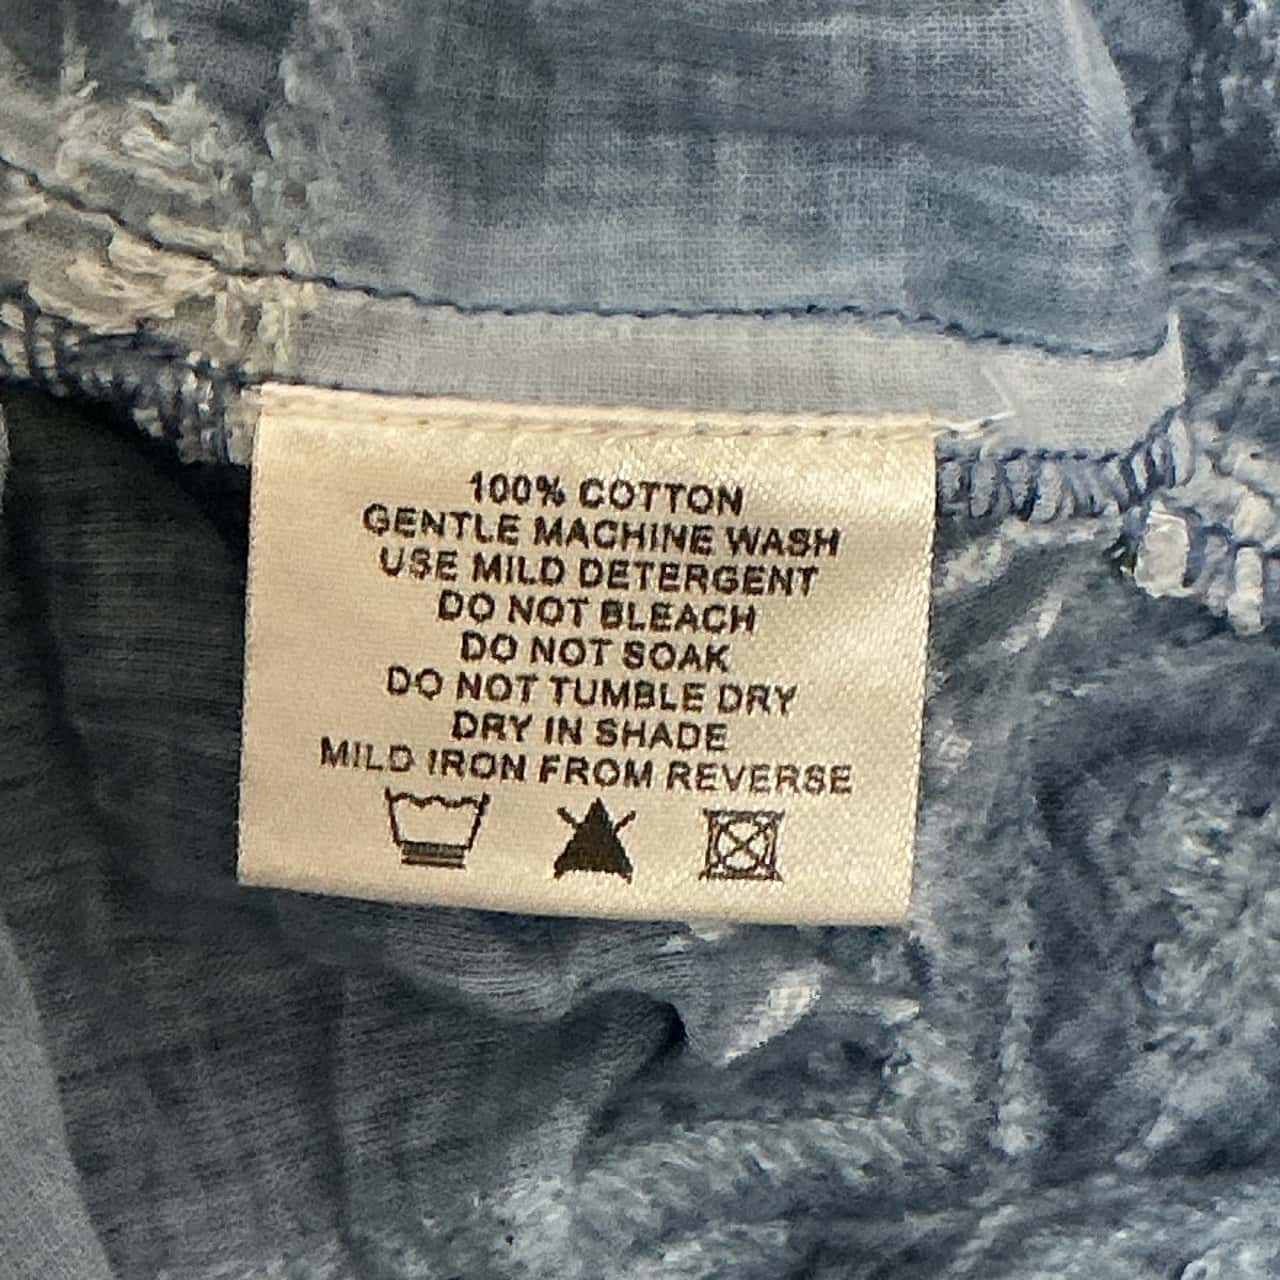 100% COTTON
GENTLE MACHINE WASH
USE MILD DETERGENT
DO NOT BLEACH
DO NOT SOAK
DO NOT TUMBLE DRY
DRY IN SHADE
MILD IRON FROM REVERSE